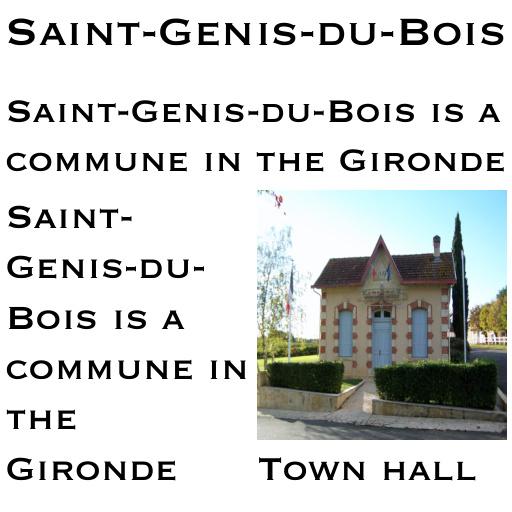 Saint-Genis-du-Bois
Saint-Genis-du-Bois is a
commune in the Gironde
Saint-
Genis-du-
Bois is a
commune in
the
Gironde
Town hall